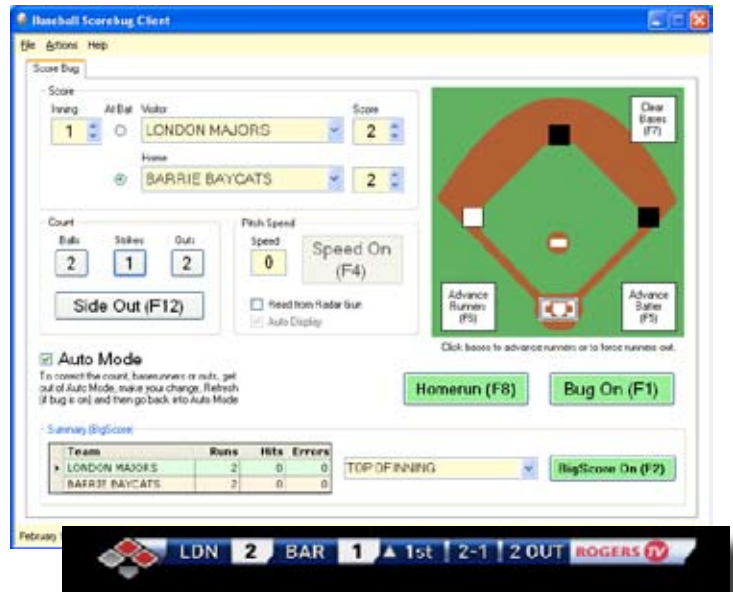 Baseball Scorebug Client
File Actions Help
Score Bug
Score
Inning At Bat Visitor Score
1 LONDON MAJORS 2
Home
BARRIE BAYCATS 2
Clear Bases (F7)
Count
Balls Strikes Outs
2 1 2
Side Out (F12)
Pitch Speed
Speed
0
Speed On (F4)
Read from Radar Gun
Auto Display
Advance Runners
Advance Batter (F5)
Click bases to advance runners or to force runners out.
Auto Mode
To correct the count, baserunners or outs, get
out of Auto Mode, make your change, Refresh
(if bug is on) and then go back into Auto Mode
Homerun (F8)
Bug On (F1)
Summary (BigScore)
Team Runs Hits Errors
LONDON MAJORS 2 0 0
BARRIE BAYCATS 2 0 0
TOP OF INNING
BigScore On (F2)
February
LDN 2 BAR 1 ▲ 1st 2-1 2 OUT ROGERS TV